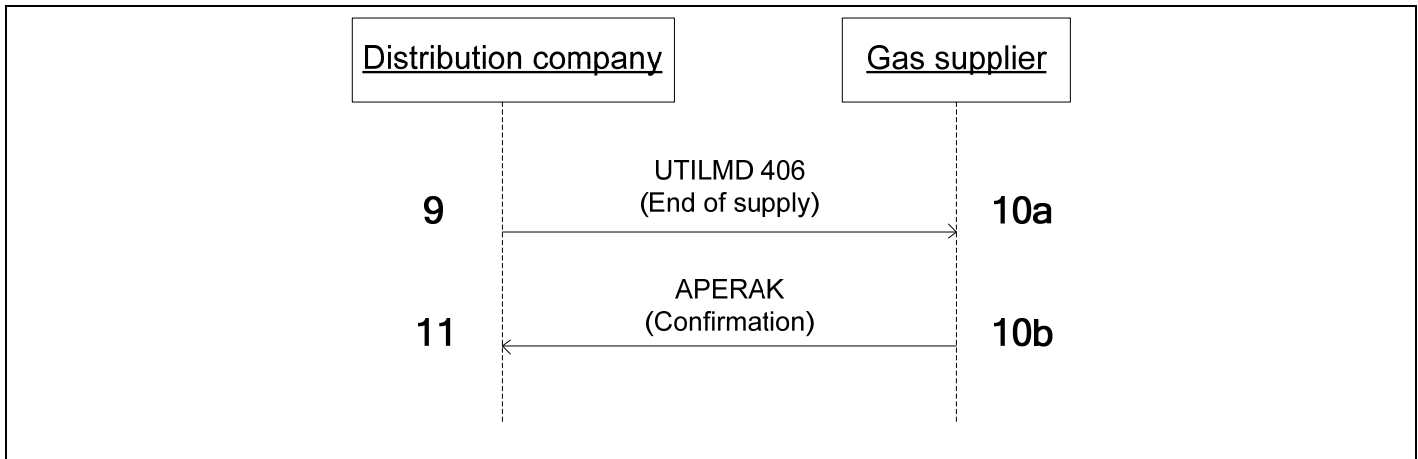 Distribution company
Gas supplier
UTILMD 406
(End of supply)
9
10a
APERAK
(Confirmation)
11
10b